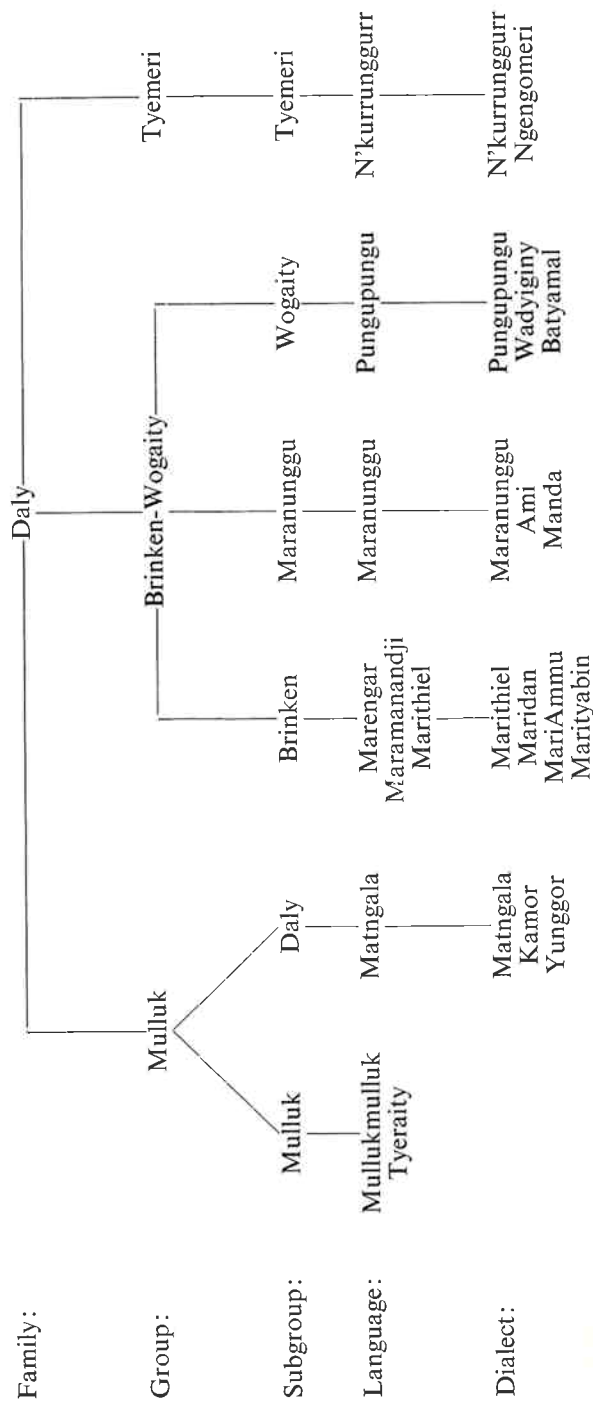 Family: Daly
Group: Mulluk Brinken-Wogaity Tyemeri
Subgroup: Mulluk Daly Brinken Maranunggu Wogaity Tyemeri
Language: Mullukmulluk Matngala Marengar Maranunggu Pungupungu N'kurrunggurr
Tyeraity Maramanandji
Marithiel
Dialect: Matngala Marithiel Maranunggu Pungupungu N'kurrunggurr
Kamor Maridan Ami Wadyiginy Ngengomeri
Yunggor MariAmmu Manda Batyamal
Marityabin